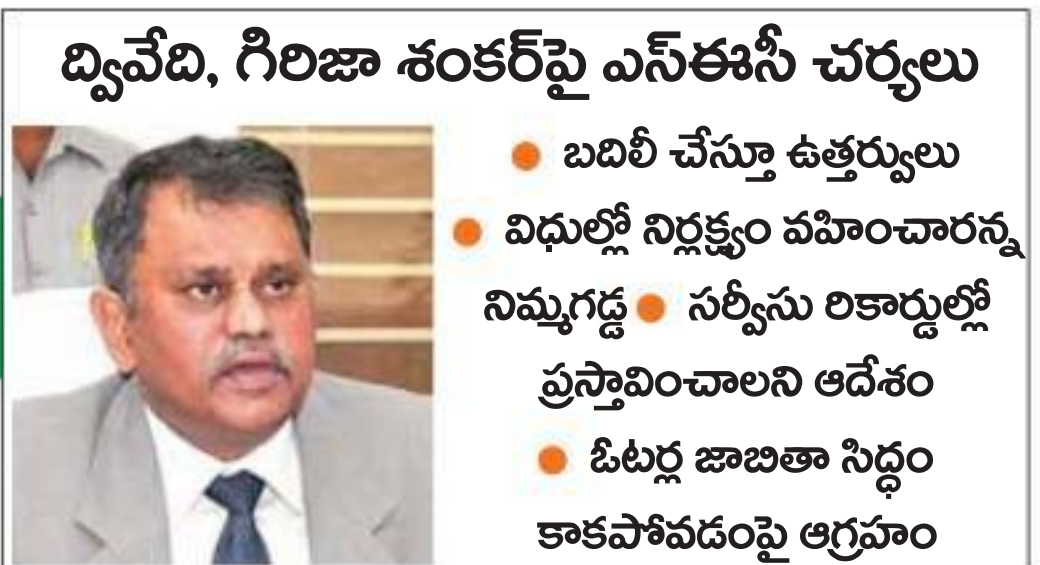 ద్వివేది, గిరిజా శంకర్‌పై ఎస్ఈసీ చర్యలు
● బదిలీ చేస్తూ ఉత్తర్వులు
● విధుల్లో నిర్లక్ష్యం వహించారన్న
నిమ్మగడ్డ ● సర్వీసు రికార్డుల్లో
ప్రస్తావించాలని ఆదేశం
● ఓటర్ల జాబితా సిద్ధం
కాకపోవడంపై ఆగ్రహం